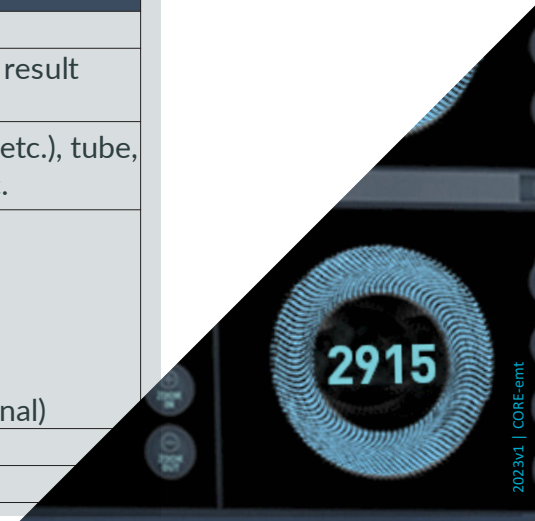 result
etc.), tube,
.
nal)
2915
ZOOM
IN
ZOOM
OUT
2023v1 | CORE-emt